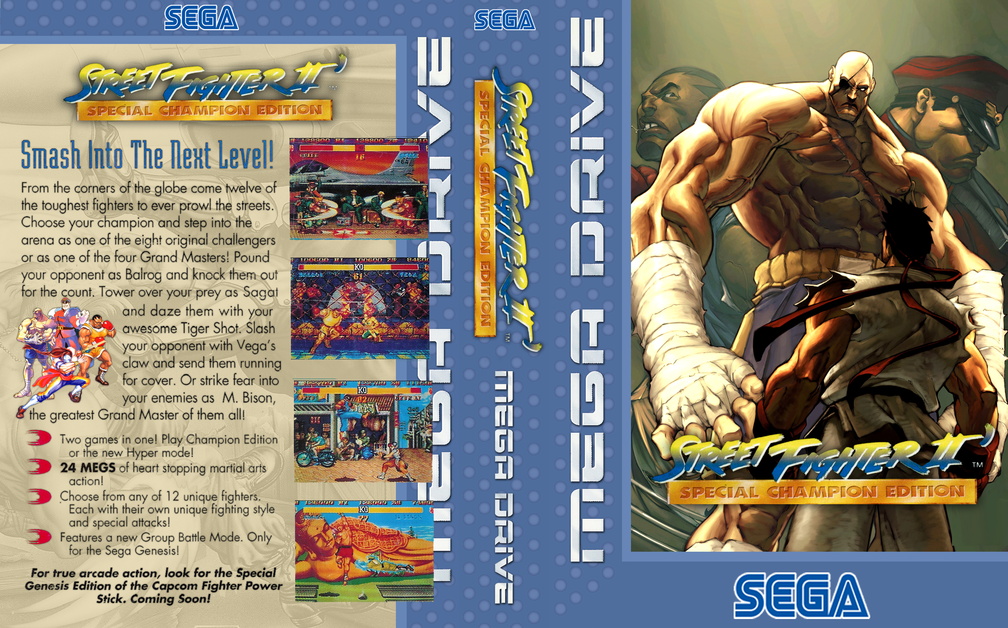 SEGA
STREET FIGHTER II'
SPECIAL CHAMPION EDITION
Smash Into The Next Level!
From the corners of the globe come twelve of
the toughest fighters to ever prowl the streets.
Choose your champion and step into the
arena as one of the eight original challengers
or as one of the four Grand Masters! Pound
your opponent as Balrog and knock them out
for the count. Tower over your prey as Sagat
and daze them with your
awesome Tiger Shot. Slash
your opponent with Vega's
claw and send them running
for cover. Or strike fear into
your enemies as M. Bison,
the greatest Grand Master of them all!
Two games in one! Play Champion Edition
or the new Hyper mode!
24 MEGS of heart stopping martial arts
action!
Choose from any of 12 unique fighters.
Each with their own unique fighting style
and special attacks!
Features a new Group Battle Mode. Only
for the Sega Genesis!
For true arcade action, look for the Special
Genesis Edition of the Capcom Fighter Power
Stick. Coming Soon!
KO
KO
KO
MEGA DRIVE
SEGA
STREET FIGHTER II'
SPECIAL CHAMPION EDITION
TM
MEGA DRIVE
MEGA DRIVE
STREET FIGHTER II'
TM
SPECIAL CHAMPION EDITION
SEGA